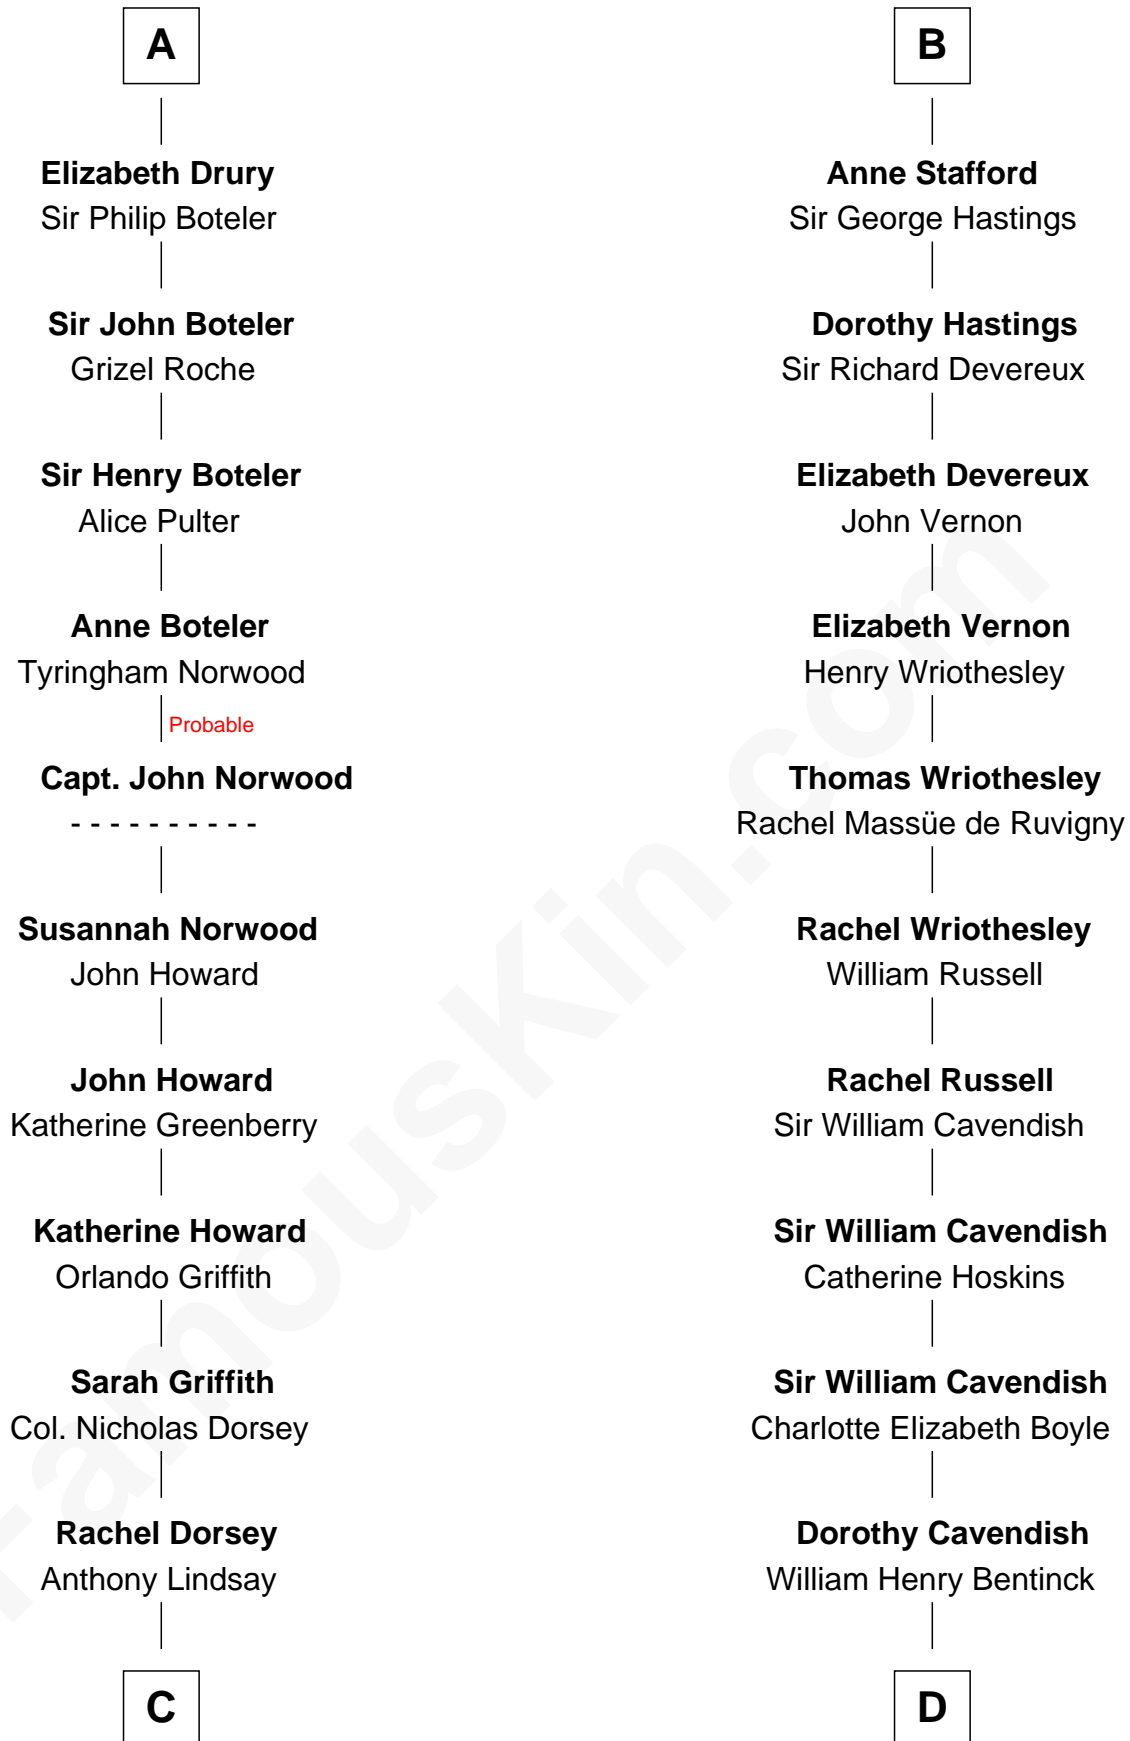 A
Elizabeth Drury
Sir Philip Boteler
Sir John Boteler
Grizel Roche
Sir Henry Boteler
Alice Pulter
Anne Boteler
Tyringham Norwood
Probable
Capt. John Norwood
- - - - - - - - - -
Susannah Norwood
John Howard
John Howard
Katherine Greenberry
Katherine Howard
Orlando Griffith
Sarah Griffith
Col. Nicholas Dorsey
Rachel Dorsey
Anthony Lindsay
C
B
Anne Stafford
Sir George Hastings
Dorothy Hastings
Sir Richard Devereux
Elizabeth Devereux
John Vernon
Elizabeth Vernon
Henry Wriothesley
Thomas Wriothesley
Rachel Massüe de Ruvigny
Rachel Wriothesley
William Russell
Rachel Russell
Sir William Cavendish
Sir William Cavendish
Catherine Hoskins
Sir William Cavendish
Charlotte Elizabeth Boyle
Dorothy Cavendish
William Henry Bentinck
D
FamousKin.com